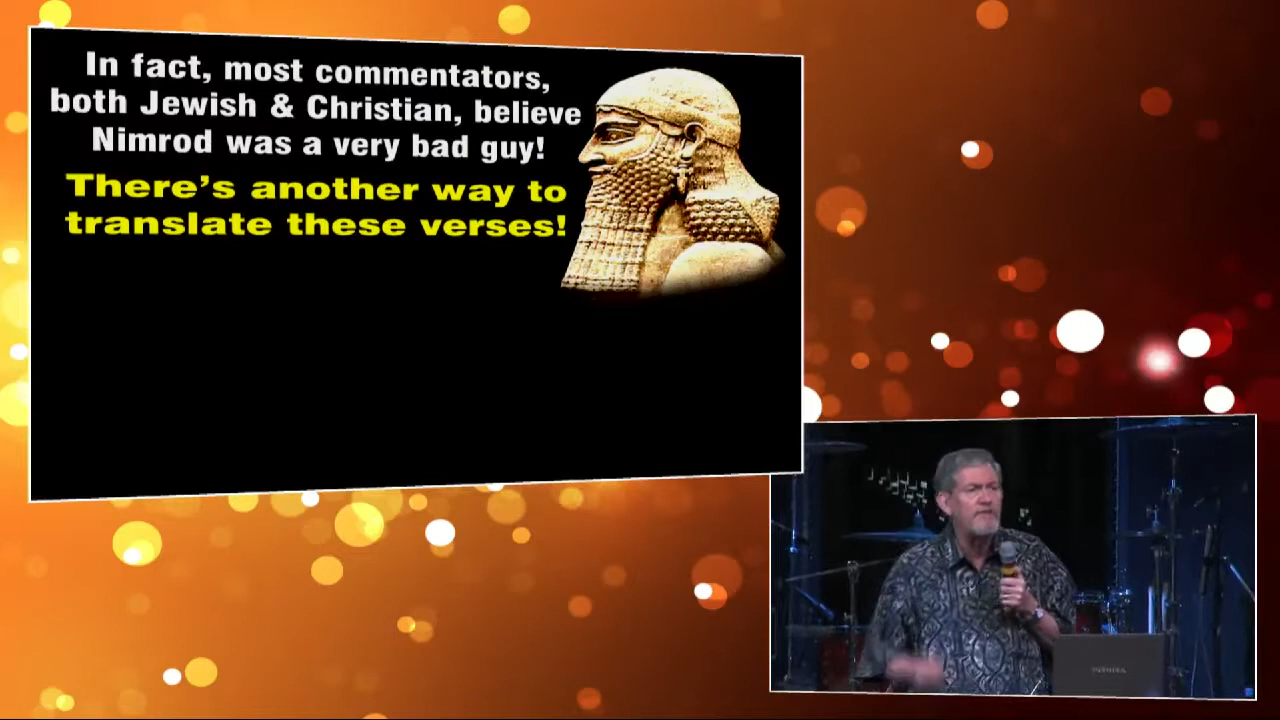 In fact, most commentators,
both Jewish & Christian, believe
Nimrod was a very bad guy!
There's another way to
translate these verses!